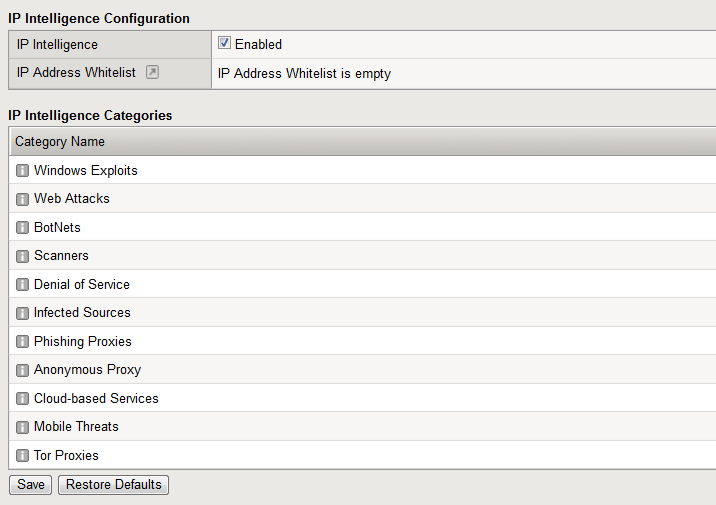 IP Intelligence Configuration
IP Intelligence Enabled
IP Address Whitelist IP Address Whitelist is empty
IP Intelligence Categories
Category Name
Windows Exploits
Web Attacks
BotNets
Scanners
Denial of Service
Infected Sources
Phishing Proxies
Anonymous Proxy
Cloud-based Services
Mobile Threats
Tor Proxies
Save Restore Defaults